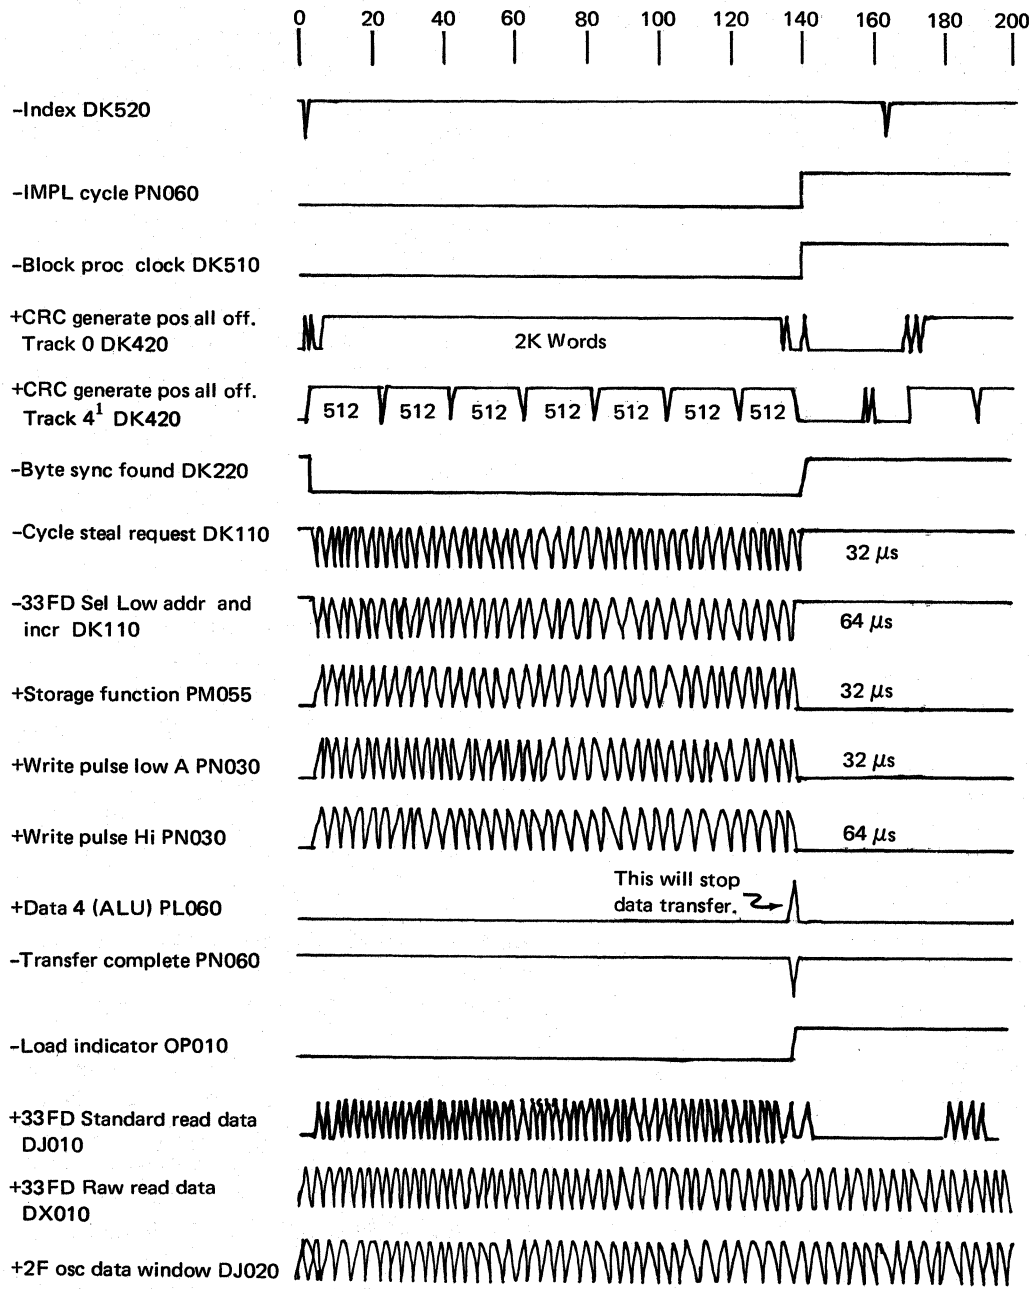 0 20 40 60 80 100 120 140 160 180 200
–Index DK520
–IMPL cycle PN060
–Block proc clock DK510
+CRC generate pos all off.
Track 0 DK420
2K Words
+CRC generate pos all off.
Track 4¹ DK420
512 512 512 512 512 512 512
–Byte sync found DK220
–Cycle steal request DK110
32 μs
–33FD Sel Low addr and
incr DK110
64 μs
+Storage function PM055
32 μs
+Write pulse low A PN030
32 μs
+Write pulse Hi PN030
64 μs
This will stop
data transfer.
+Data 4 (ALU) PL060
–Transfer complete PN060
–Load indicator OP010
+33FD Standard read data
DJ010
+33FD Raw read data
DX010
+2F osc data window DJ020